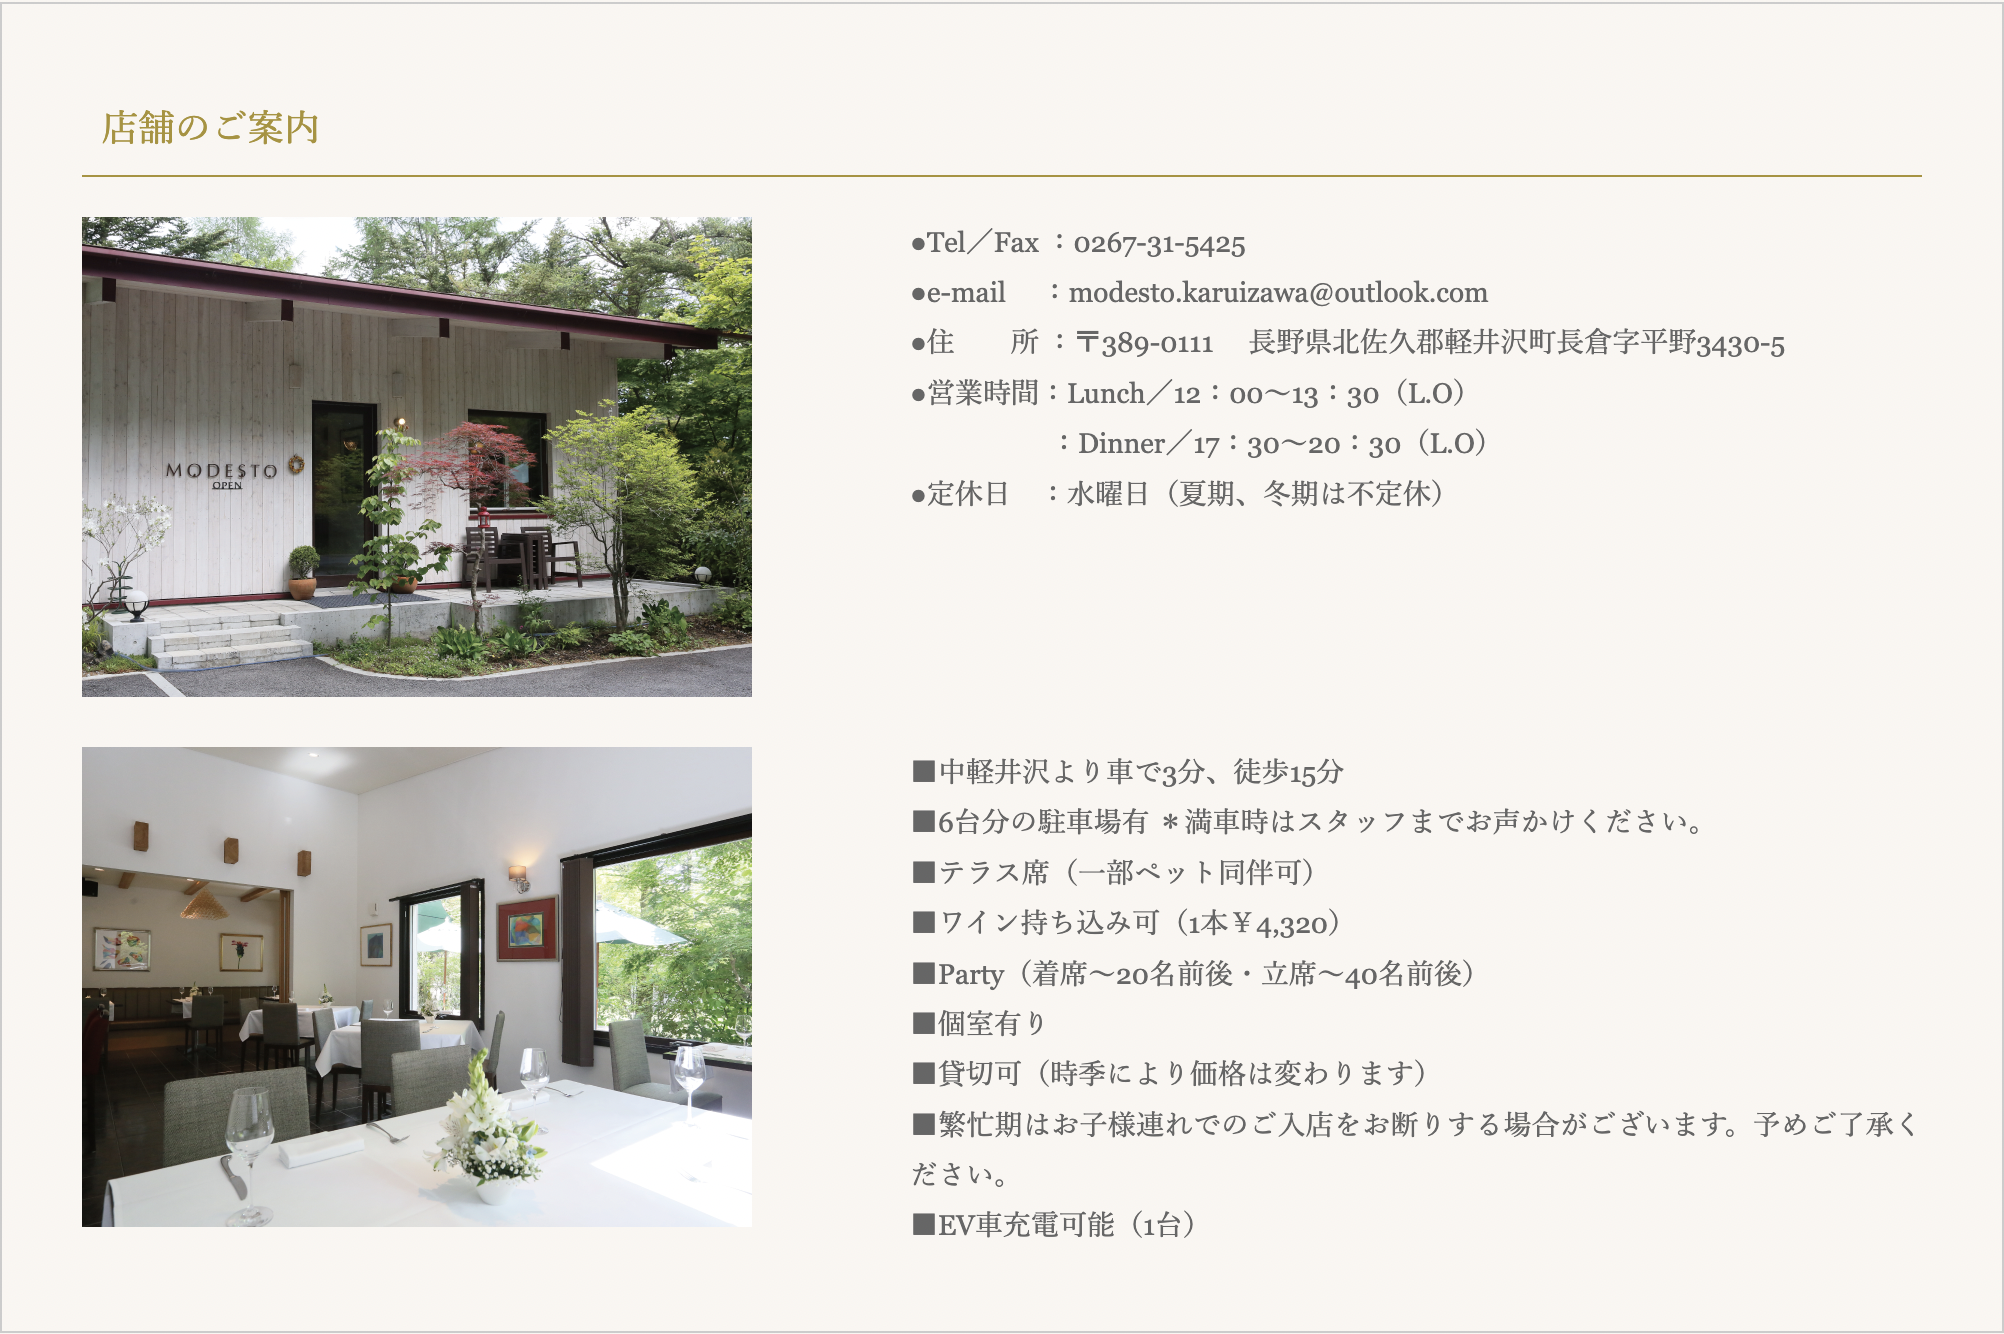 店舗のご案内
MODESTO
OPEN
●Tel／Fax ：0267-31-5425
●e-mail　：modesto.karuizawa@outlook.com
●住　　所 ：〒389-0111　長野県北佐久郡軽井沢町長倉字平野3430-5
●営業時間：Lunch／12：00～13：30（L.O）
：Dinner／17：30～20：30（L.O）
●定休日　：水曜日（夏期、冬期は不定休）
■中軽井沢より車で3分、徒歩15分
■6台分の駐車場有 ＊満車時はスタッフまでお声かけください。
■テラス席（一部ペット同伴可）
■ワイン持ち込み可（1本￥4,320）
■Party（着席～20名前後・立席～40名前後）
■個室有り
■貸切可（時季により価格は変わります）
■繁忙期はお子様連れでのご入店をお断りする場合がございます。予めご了承く
ださい。
■EV車充電可能（1台）